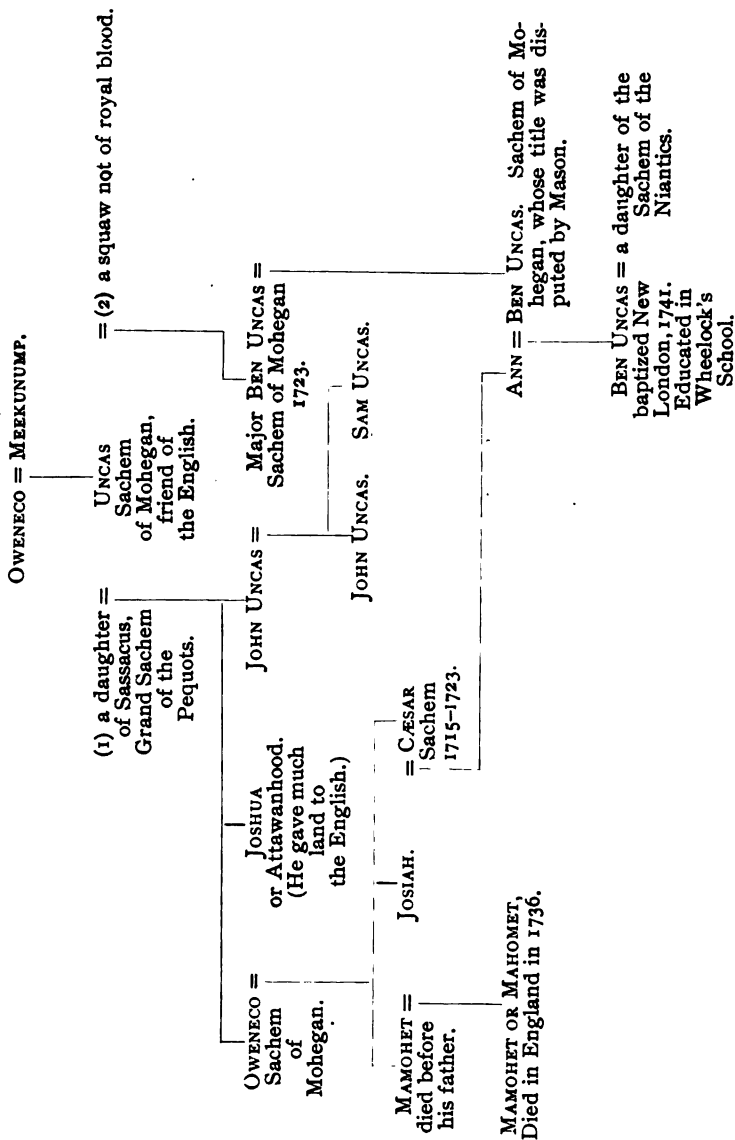 OWENECO = MEEKUNUMP.
(1) a daughter =
of Sassacus,
Grand Sachem
of the
Pequots.
UNCAS
Sachem
of Mohegan,
friend of
the English.
= (2) a squaw not of royal blood.
OWENECO =
Sachem
of
Mohegan.
JOSHUA
or Attawanhood.
(He gave much
land to
the English.)
JOHN UNCAS =
Major BEN UNCAS =
Sachem of Mohegan
1723.
MAMOHET =
died before
his father.
JOSIAH.
= CÆSAR
Sachem
1715–1723.
JOHN UNCAS.
SAM UNCAS.
MAMOHET OR MAHOMET,
Died in England in 1736.
ANN = BEN UNCAS. Sachem of Mo-
hegan, whose title was dis-
puted by Mason.
BEN UNCAS = a daughter of the
baptized New
London, 1741.
Educated in
Wheelock's
School.
Sachem of the
Niantics.